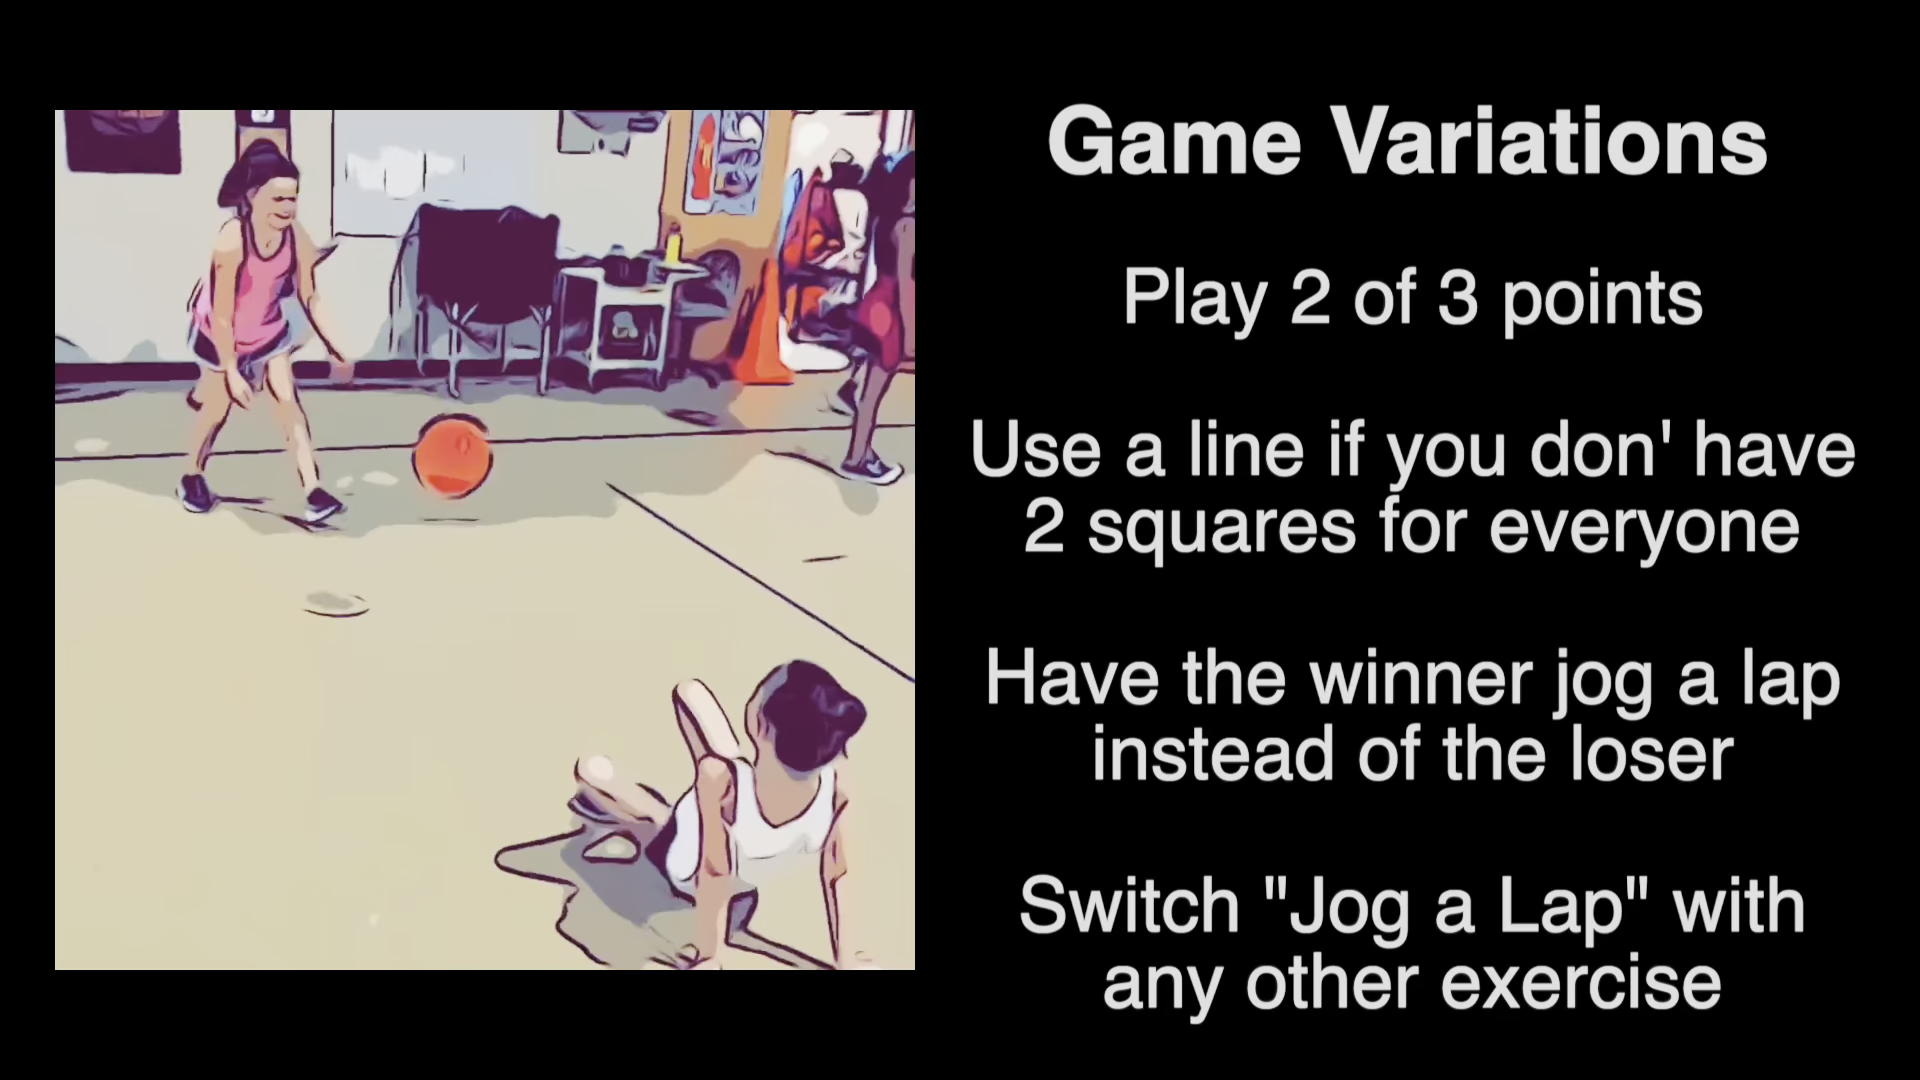 Game Variations
Play 2 of 3 points
Use a line if you don' have
2 squares for everyone
Have the winner jog a lap
instead of the loser
Switch "Jog a Lap" with
any other exercise